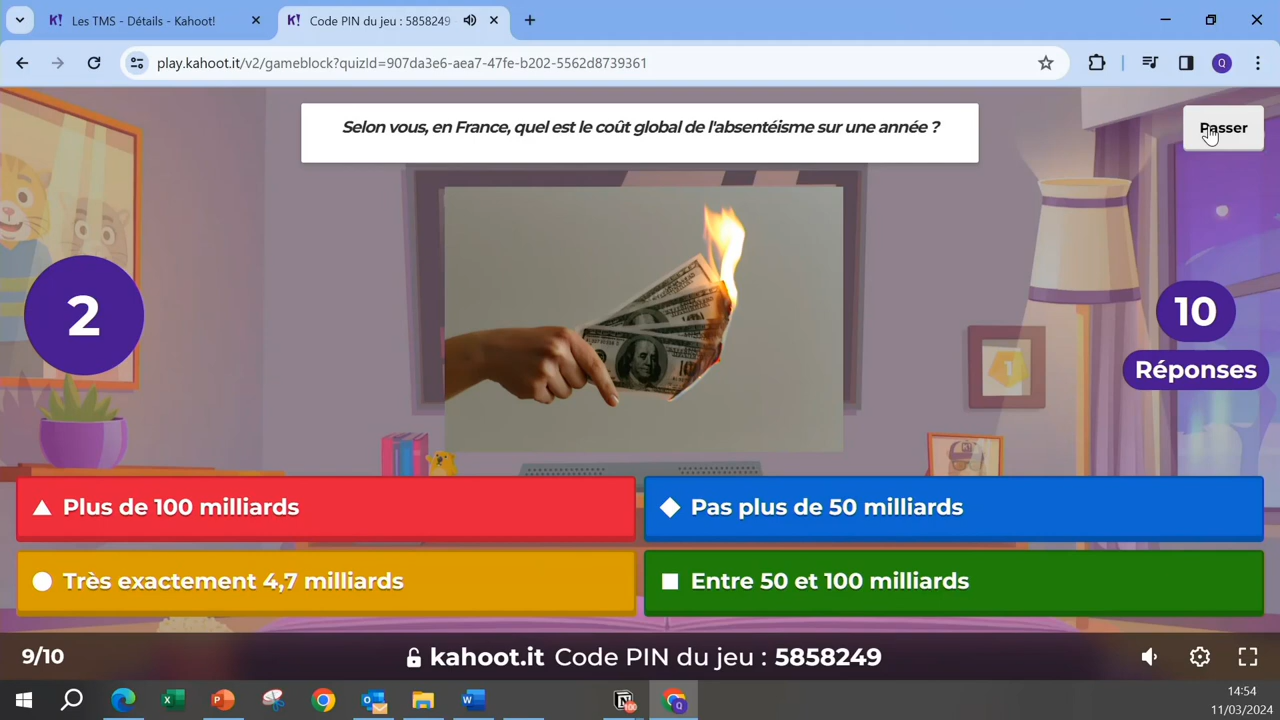 Les TMS - Détails - Kahoot!
Code PIN du jeu : 5858249
play.kahoot.it/v2/gameblock?quizId=907da3e6-aea7-47fe-b202-5562d8739361
Q
Selon vous, en France, quel est le coût global de l'absentéisme sur une année ?
Passer
2
10
Réponses
1
Plus de 100 milliards
Pas plus de 50 milliards
Très exactement 4,7 milliards
Entre 50 et 100 milliards
9/10
kahoot.it Code PIN du jeu : 5858249
14:54
11/03/2024